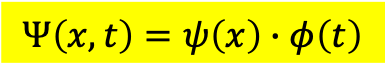 Ψ(x, t) = ψ(x) · ϕ(t)